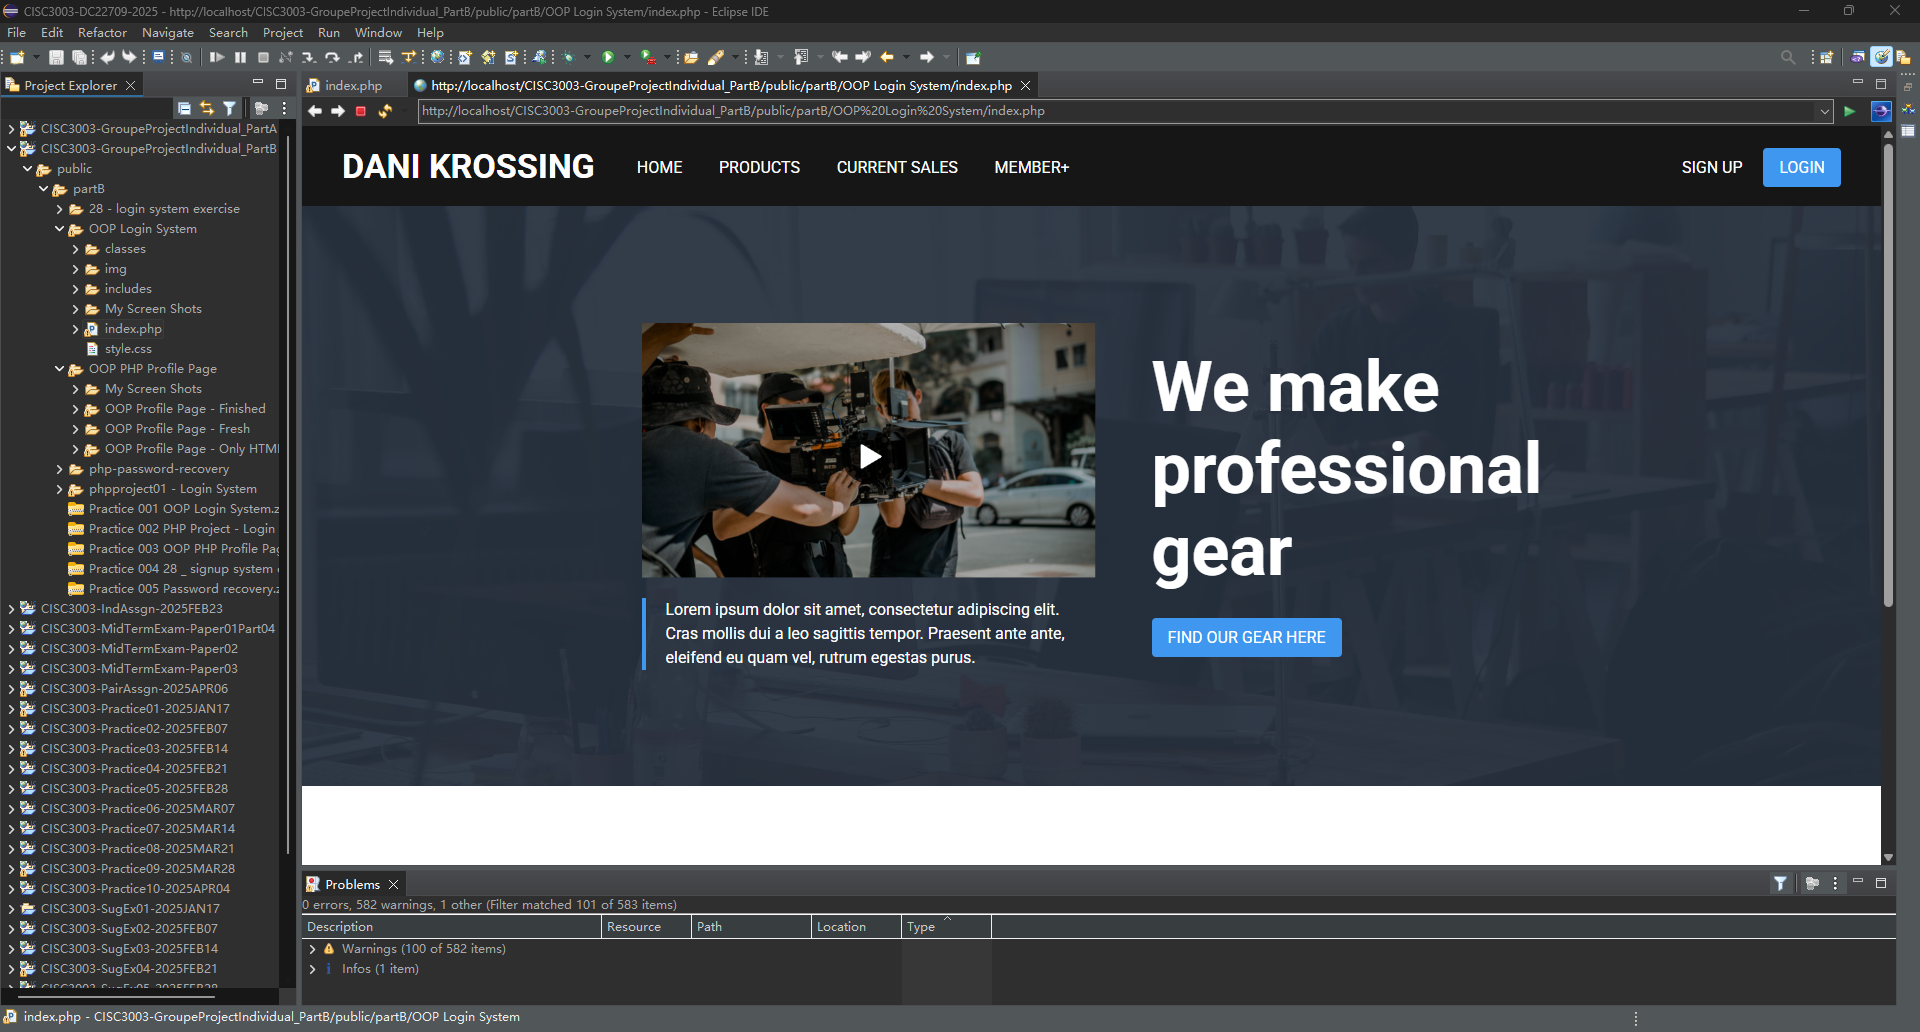 CISC3003-DC22709-2025 - http://localhost/CISC3003-GroupeProjectIndividual_PartB/public/partB/OOP Login System/index.php - Eclipse IDE
File Edit Refactor Navigate Search Project Run Window Help
Project Explorer
index.php
http://localhost/CISC3003-GroupeProjectIndividual_PartB/public/partB/OOP Login System/index.php
http://localhost/CISC3003-GroupeProjectIndividual_PartB/public/partB/OOP%20Login%20System/index.php
CISC3003-GroupeProjectIndividual_PartA
CISC3003-GroupeProjectIndividual_PartB
public
partB
28 - login system exercise
OOP Login System
classes
img
includes
My Screen Shots
index.php
style.css
OOP PHP Profile Page
My Screen Shots
OOP Profile Page - Finished
OOP Profile Page - Fresh
OOP Profile Page - Only HTM
php-password-recovery
phpproject01 - Login System
Practice 001 OOP Login System.z
Practice 002 PHP Project - Login
Practice 003 OOP PHP Profile Pa
Practice 004 28 _ signup system
Practice 005 Password recovery.z
CISC3003-IndAssgn-2025FEB23
CISC3003-MidTermExam-Paper01Part04
CISC3003-MidTermExam-Paper02
CISC3003-MidTermExam-Paper03
CISC3003-PairAssgn-2025APR06
CISC3003-Practice01-2025JAN17
CISC3003-Practice02-2025FEB07
CISC3003-Practice03-2025FEB14
CISC3003-Practice04-2025FEB21
CISC3003-Practice05-2025FEB28
CISC3003-Practice06-2025MAR07
CISC3003-Practice07-2025MAR14
CISC3003-Practice08-2025MAR21
CISC3003-Practice09-2025MAR28
CISC3003-Practice10-2025APR04
CISC3003-SugEx01-2025JAN17
CISC3003-SugEx02-2025FEB07
CISC3003-SugEx03-2025FEB14
CISC3003-SugEx04-2025FEB21
DANI KROSSING HOME PRODUCTS CURRENT SALES MEMBER+ SIGN UP LOGIN
We make
professional
gear
Lorem ipsum dolor sit amet, consectetur adipiscing elit.
Cras mollis dui a leo sagittis tempor. Praesent ante ante,
eleifend eu quam vel, rutrum egestas purus.
FIND OUR GEAR HERE
Problems
0 errors, 582 warnings, 1 other (Filter matched 101 of 583 items)
Description Resource Path Location Type
Warnings (100 of 582 items)
Infos (1 item)
index.php - CISC3003-GroupeProjectIndividual_PartB/public/partB/OOP Login System